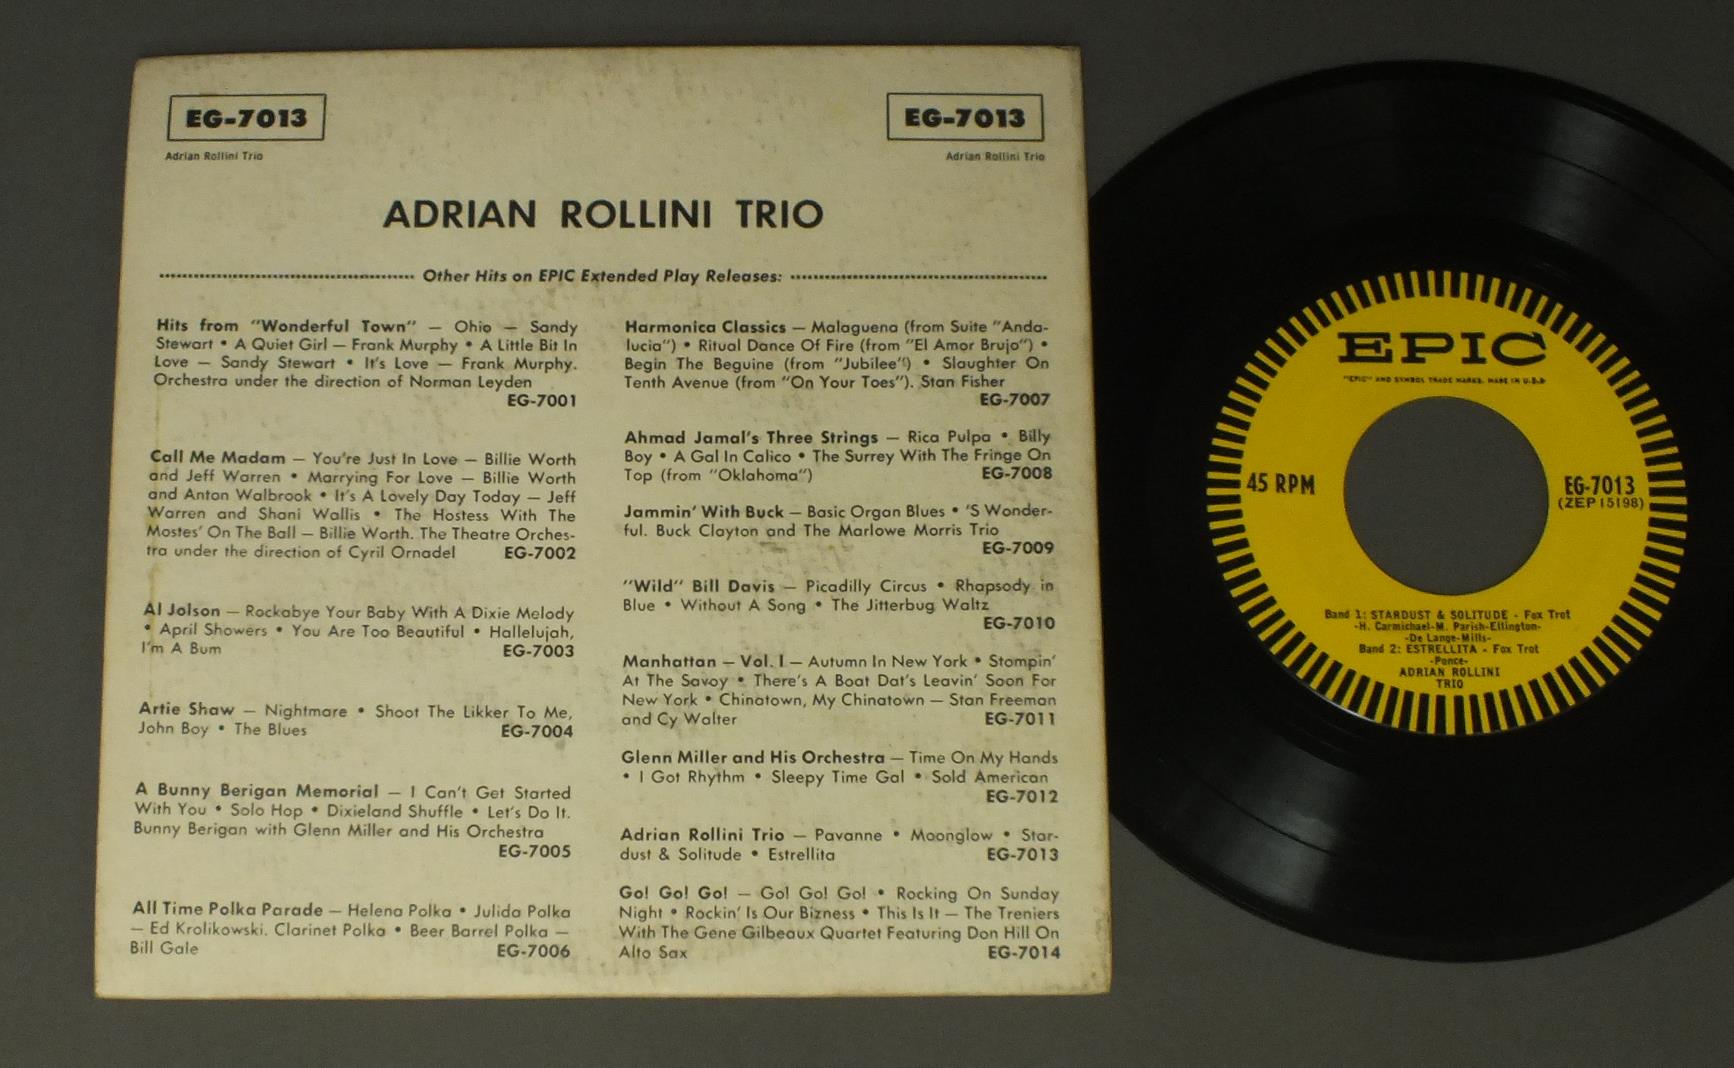 EG-7013
EG-7013
Adrian Rollini Trio
Adrian Rollini Trio
ADRIAN ROLLINI TRIO
Other Hits on EPIC Extended Play Releases:
Hits from "Wonderful Town" — Ohio — Sandy
Stewart • A Quiet Girl — Frank Murphy • A Little Bit In
Love — Sandy Stewart • It's Love — Frank Murphy.
Orchestra under the direction of Norman Leyden
EG-7001
Call Me Madam — You're Just In Love — Billie Worth
and Jeff Warren • Marrying For Love — Billie Worth
and Anton Walbrook • It's A Lovely Day Today — Jeff
Warren and Shani Wallis • The Hostess With The
Mostes' On The Ball — Billie Worth. The Theatre Orches-
tra under the direction of Cyril Ornadel EG-7002
Al Jolson — Rockabye Your Baby With A Dixie Melody
• April Showers • You Are Too Beautiful • Hallelujah,
I'm A Bum EG-7003
Artie Shaw — Nightmare • Shoot The Likker To Me,
John Boy • The Blues EG-7004
A Bunny Berigan Memorial — I Can't Get Started
With You • Solo Hop • Dixieland Shuffle • Let's Do It.
Bunny Berigan with Glenn Miller and His Orchestra
EG-7005
All Time Polka Parade — Helena Polka • Julida Polka
— Ed Krolikowski. Clarinet Polka • Beer Barrel Polka —
Bill Gale EG-7006
Harmonica Classics — Malaguena (from Suite "Anda-
lucia") • Ritual Dance Of Fire (from "El Amor Brujo") •
Begin The Beguine (from "Jubilee") • Slaughter On
Tenth Avenue (from "On Your Toes"). Stan Fisher
EG-7007
Ahmad Jamal's Three Strings — Rica Pulpa • Billy
Boy • A Gal In Calico • The Surrey With The Fringe On
Top (from "Oklahoma") EG-7008
Jammin' With Buck — Basic Organ Blues • 'S Wonder-
ful. Buck Clayton and The Marlowe Morris Trio
EG-7009
"Wild" Bill Davis — Picadilly Circus • Rhapsody in
Blue • Without A Song • The Jitterbug Waltz
EG-7010
Manhattan — Vol. I — Autumn In New York • Stompin'
At The Savoy • There's A Boat Dat's Leavin' Soon For
New York • Chinatown, My Chinatown — Stan Freeman
and Cy Walter EG-7011
Glenn Miller and His Orchestra — Time On My Hands
• I Got Rhythm • Sleepy Time Gal • Sold American
EG-7012
Adrian Rollini Trio — Pavanne • Moonglow • Star-
dust & Solitude • Estrellita EG-7013
Go! Go! Go! — Go! Go! Go! • Rocking On Sunday
Night • Rockin' Is Our Bizness • This Is It — The Treniers
With The Gene Gilbeaux Quartet Featuring Don Hill On
Alto Sax EG-7014
EPIC
"EPIC" AND SYMBOL TRADE MARKS. MADE IN U.S.A
45 RPM
EG-7013
(ZEP 15198)
Band 1: STARDUST & SOLITUDE - Fox Trot
-H. Carmichael-M. Parish-Ellington-
-De Lange-Mills-
Band 2: ESTRELLITA - Fox Trot
-Ponce-
ADRIAN ROLLINI
TRIO